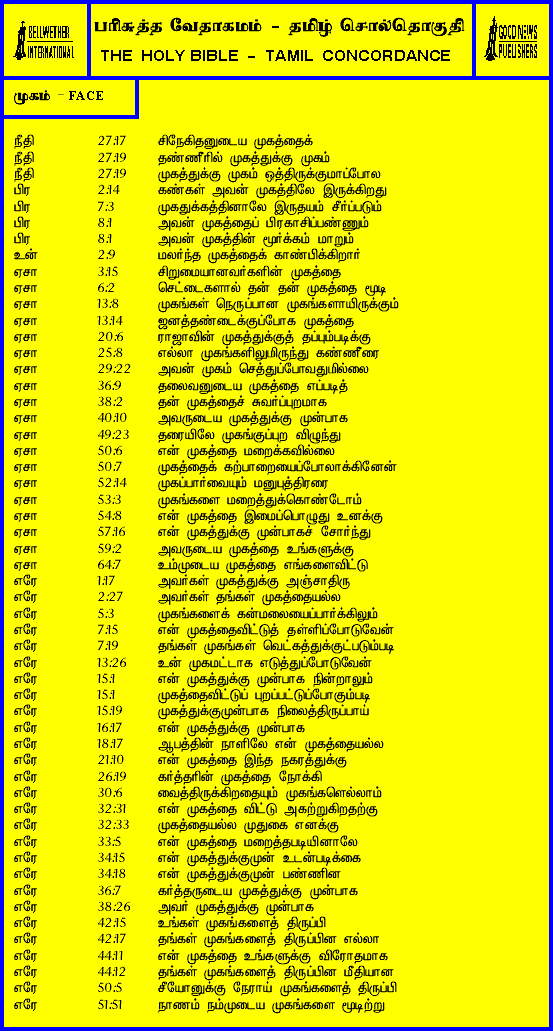 BELLWETHER INTERNATIONAL
பரிசுத்த வேதாகமம் - தமிழ் சொல்தொகுதி
THE HOLY BIBLE - TAMIL CONCORDANCE
GOOD NEWS PUBLISHERS
முகம் - FACE
நீதி 27:17 சிநேகிதனுடைய முகத்தைக்
நீதி 27:19 தண்ணீரில் முகத்துக்கு முகம்
நீதி 27:19 முகத்துக்கு முகம் ஒத்திருக்குமாப்போல
பிர 2:14 கண்கள் அவன் முகத்திலே இருக்கிறது
பிர 7:3 முகதுக்கத்தினாலே இருதயம் சீர்ப்படும்
பிர 8:1 அவன் முகத்தைப் பிரகாசிப்பண்ணும்
பிர 8:1 அவன் முகத்தின் மூர்க்கம் மாறும்
உன் 2:9 மலர்ந்த முகத்தைக் காண்பிக்கிறார்
ஏசா 3:15 சிறுமையானவர்களின் முகத்தை
ஏசா 6:2 செட்டைகளால் தன் தன் முகத்தை மூடி
ஏசா 13:8 முகங்கள் நெருப்பான முகங்களாயிருக்கும்
ஏசா 13:14 ஜனத்தண்டைக்குப்போக முகத்தை
ஏசா 20:6 ராஜாவின் முகத்துக்குத் தப்பும்படிக்கு
ஏசா 25:8 எல்லா முகங்களிலுமிருந்து கண்ணீரை
ஏசா 29:22 அவன் முகம் செத்துப்போவதுமில்லை
ஏசா 36:9 தலைவனுடைய முகத்தை எப்படித்
ஏசா 38:2 தன் முகத்தைச் சுவர்ப்புறமாக
ஏசா 40:10 அவருடைய முகத்துக்கு முன்பாக
ஏசா 49:23 தரையிலே முகங்குப்புற விழுந்து
ஏசா 50:6 என் முகத்தை மறைக்கவில்லை
ஏசா 50:7 முகத்தைக் கற்பாறையைப்போலாக்கினேன்
ஏசா 52:14 முகப்பார்வையும் மனுபுத்திரரை
ஏசா 53:3 முகங்களை மறைத்துக்கொண்டோம்
ஏசா 54:8 என் முகத்தை இமைப்பொழுது உனக்கு
ஏசா 57:16 என் முகத்துக்கு முன்பாகச் சோர்ந்து
ஏசா 59:2 அவருடைய முகத்தை உங்களுக்கு
ஏசா 64:7 உம்முடைய முகத்தை எங்களைவிட்டு
எரே 1:17 அவர்கள் முகத்துக்கு அஞ்சாதிரு
எரே 2:27 அவர்கள் தங்கள் முகத்தையல்ல
எரே 5:3 முகங்களைக் கன்மலையைப்பார்க்கிலும்
எரே 7:15 என் முகத்தைவிட்டுத் தள்ளிப்போடுவேன்
எரே 7:19 தங்கள் முகங்கள் வெட்கத்துக்குட்படும்படி
எரே 13:26 உன் முகமட்டாக எடுத்துப்போடுவேன்
எரே 15:1 என் முகத்துக்கு முன்பாக நின்றாலும்
எரே 15:1 முகத்தைவிட்டுப் புறப்பட்டுப்போகும்படி
எரே 15:19 முகத்துக்குமுன்பாக நிலைத்திருப்பாய்
எரே 16:17 என் முகத்துக்கு முன்பாக
எரே 18:17 ஆபத்தின் நாளிலே என் முகத்தையல்ல
எரே 21:10 என் முகத்தை இந்த நகரத்துக்கு
எரே 26:19 கர்த்தரின் முகத்தை நோக்கி
எரே 30:6 வைத்திருக்கிறதையும் முகங்களெல்லாம்
எரே 32:31 என் முகத்தை விட்டு அகற்றுகிறதற்கு
எரே 32:33 முகத்தையல்ல முதுகை எனக்கு
எரே 33:5 என் முகத்தை மறைத்தபடியினாலே
எரே 34:15 என் முகத்துக்குமுன் உடன்படிக்கை
எரே 34:18 என் முகத்துக்குமுன் பண்ணின
எரே 36:7 கர்த்தருடைய முகத்துக்கு முன்பாக
எரே 38:26 அவர் முகத்துக்கு முன்பாக
எரே 42:15 உங்கள் முகங்களைத் திருப்பி
எரே 42:17 தங்கள் முகங்களைத் திருப்பின எல்லா
எரே 44:11 என் முகத்தை உங்களுக்கு விரோதமாக
எரே 44:12 தங்கள் முகங்களைத் திருப்பின மீதியான
எரே 50:5 சீயோனுக்கு நேராய் முகங்களைத் திருப்பி
எரே 51:51 நாணம் நம்முடைய முகங்களை மூடிற்று